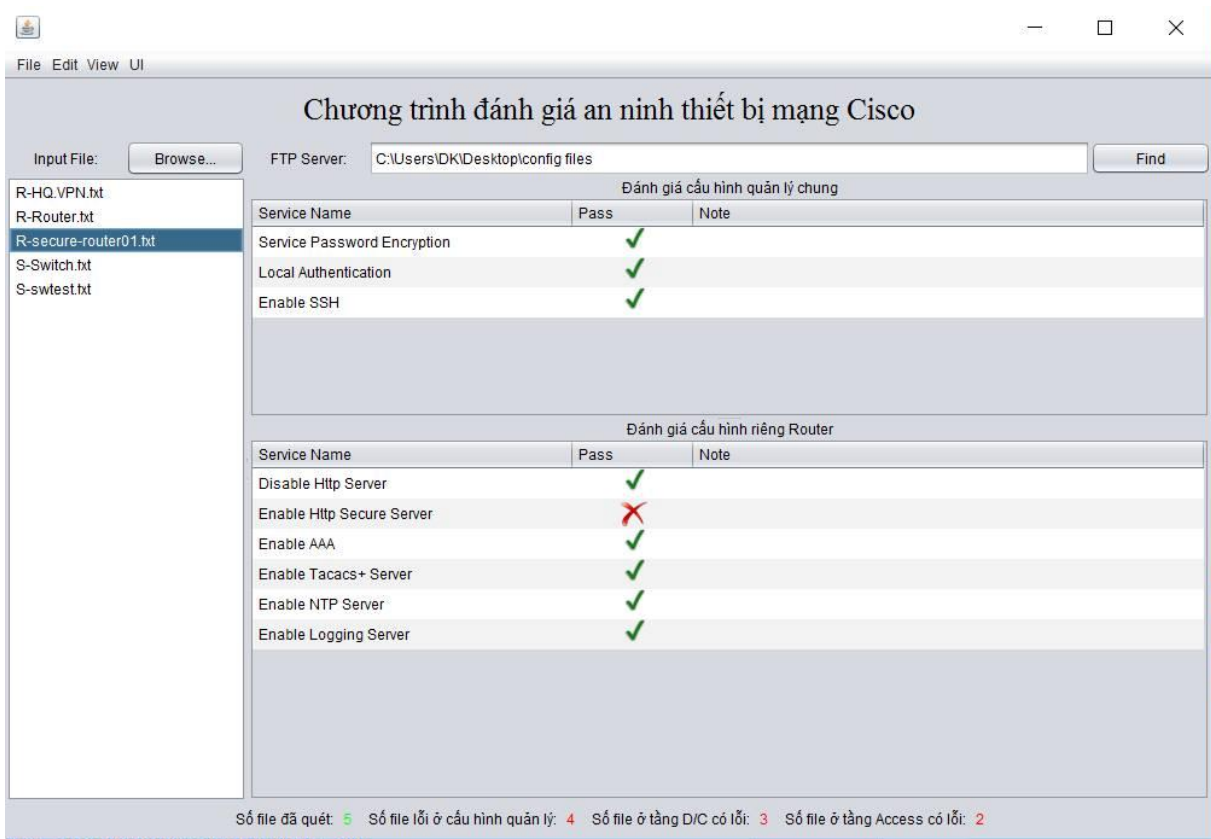 File Edit View UI
Chương trình đánh giá an ninh thiết bị mạng Cisco
Input File: Browse... FTP Server: C:\Users\DK\Desktop\config files Find
R-HQ.VPN.txt
R-Router.txt
R-secure-router01.txt
S-Switch.txt
S-swtest.txt
Đánh giá cấu hình quản lý chung
Service Name Pass Note
Service Password Encryption
Local Authentication
Enable SSH
Đánh giá cấu hình riêng Router
Service Name Pass Note
Disable Http Server
Enable Http Secure Server
Enable AAA
Enable Tacacs+ Server
Enable NTP Server
Enable Logging Server
Số file đã quét: 5 Số file lỗi ở cấu hình quản lý: 4 Số file ở tầng D/C có lỗi: 3 Số file ở tầng Access có lỗi: 2